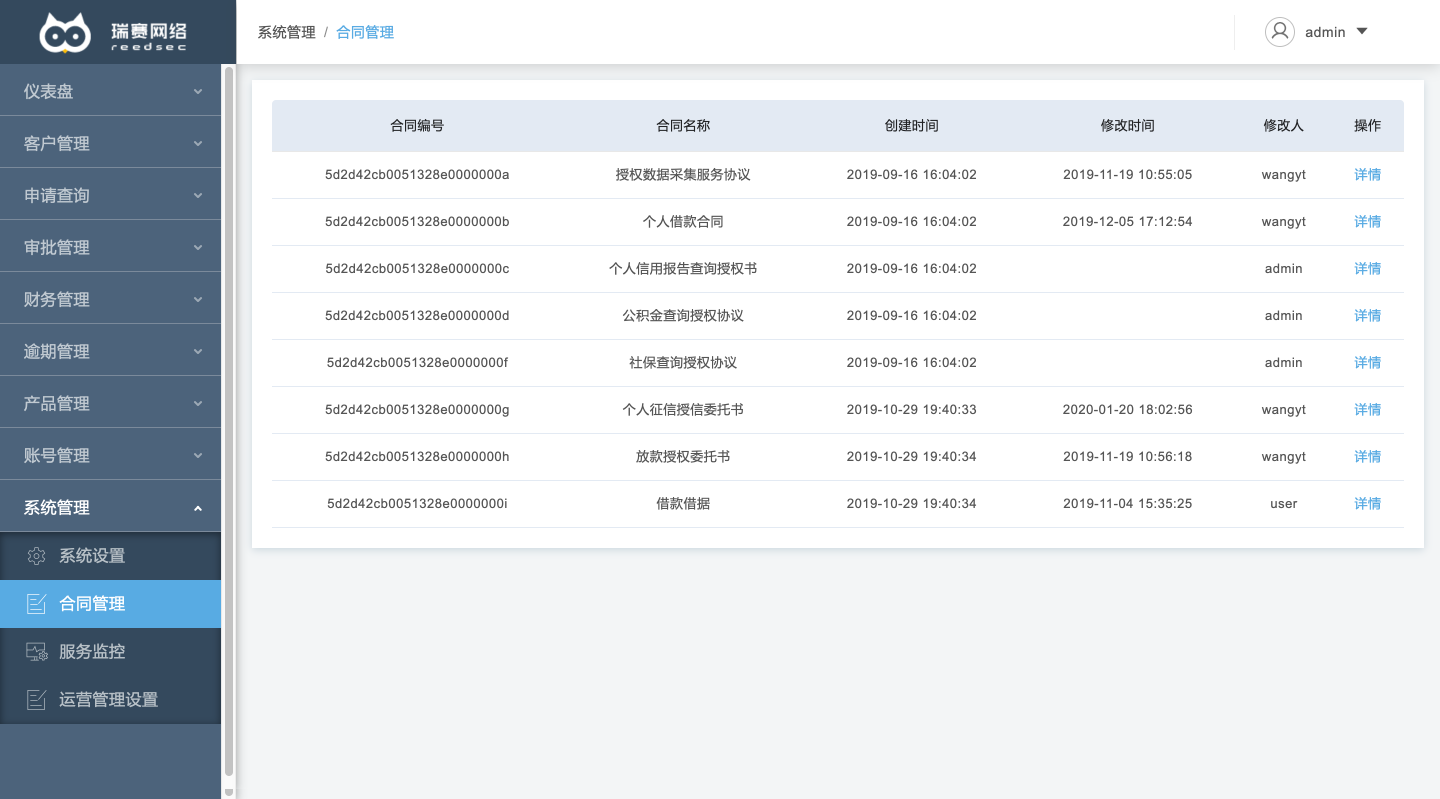 瑞赛网络
reedsec
系统管理 / 合同管理
admin
仪表盘
客户管理
申请查询
审批管理
财务管理
逾期管理
产品管理
账号管理
系统管理
系统设置
合同管理
服务监控
运营管理设置
合同编号 合同名称 创建时间 修改时间 修改人 操作
5d2d42cb0051328e0000000a 授权数据采集服务协议 2019-09-16 16:04:02 2019-11-19 10:55:05 wangyt 详情
5d2d42cb0051328e0000000b 个人借款合同 2019-09-16 16:04:02 2019-12-05 17:12:54 wangyt 详情
5d2d42cb0051328e0000000c 个人信用报告查询授权书 2019-09-16 16:04:02 admin 详情
5d2d42cb0051328e0000000d 公积金查询授权协议 2019-09-16 16:04:02 admin 详情
5d2d42cb0051328e0000000f 社保查询授权协议 2019-09-16 16:04:02 admin 详情
5d2d42cb0051328e0000000g 个人征信授信委托书 2019-10-29 19:40:33 2020-01-20 18:02:56 wangyt 详情
5d2d42cb0051328e0000000h 放款授权委托书 2019-10-29 19:40:34 2019-11-19 10:56:18 wangyt 详情
5d2d42cb0051328e0000000i 借款借据 2019-10-29 19:40:34 2019-11-04 15:35:25 user 详情